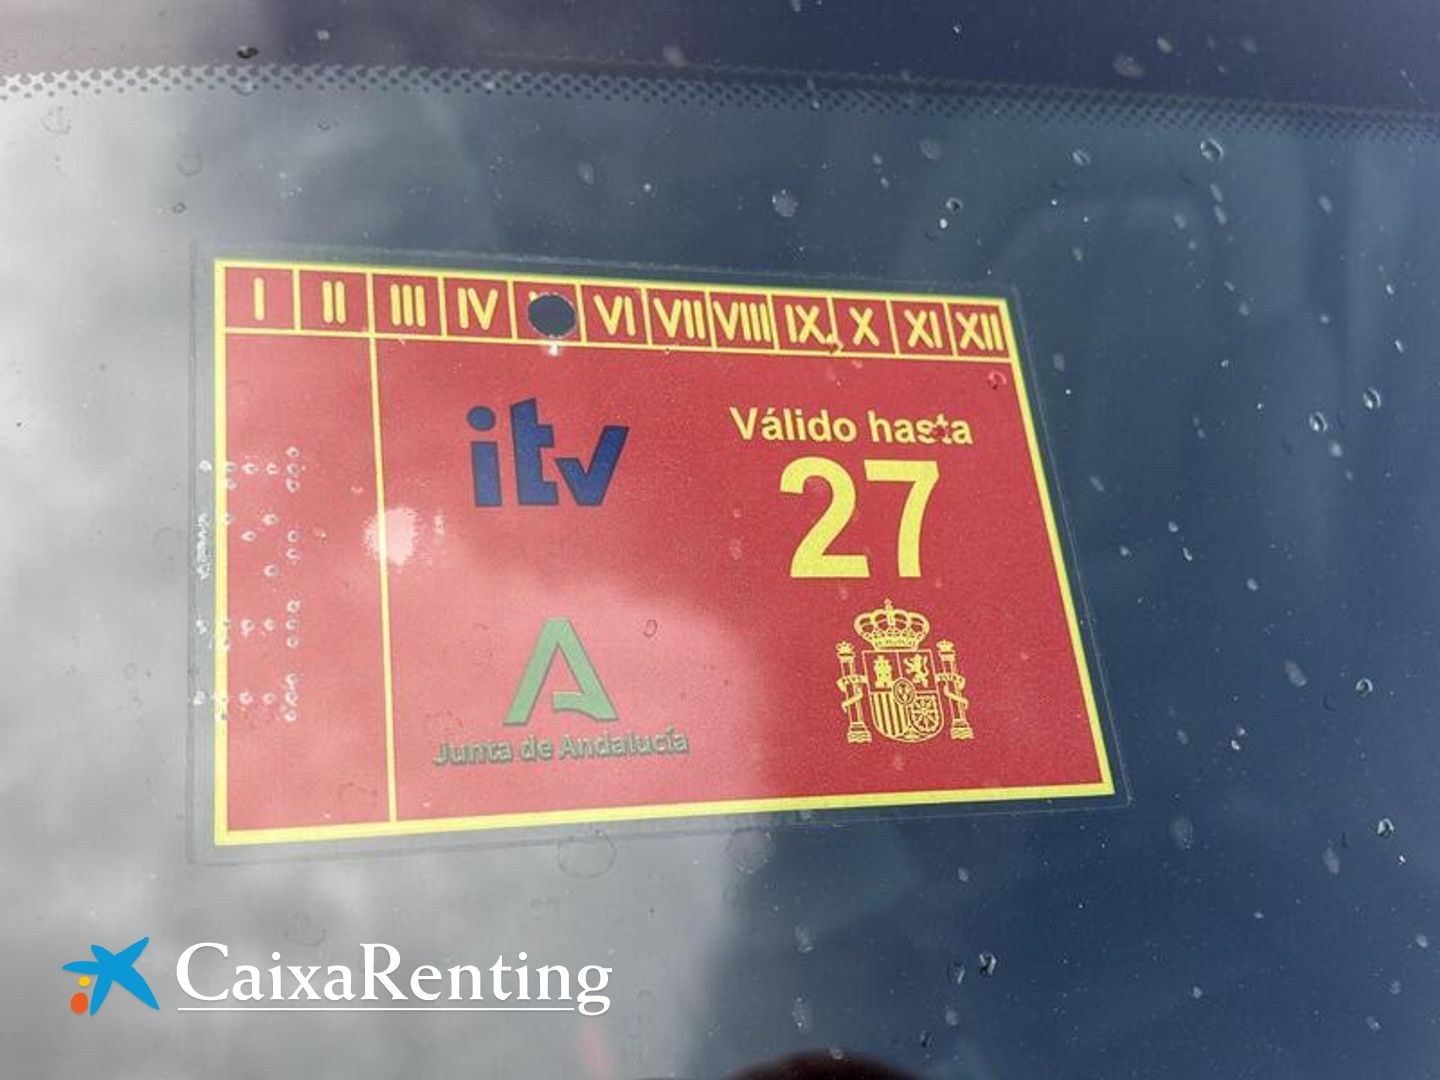 I II III IV VI VII VIII IX X XI XII
itv
Válido hasta
27
Junta de Andalucía
CaixaRenting